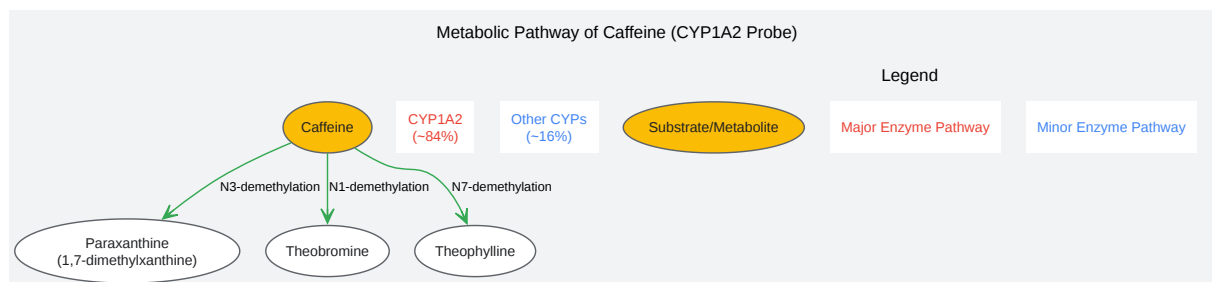 Metabolic Pathway of Caffeine (CYP1A2 Probe)
Legend
Caffeine
CYP1A2
(~84%)
Other CYPs
(~16%)
Substrate/Metabolite
Major Enzyme Pathway
Minor Enzyme Pathway
N3-demethylation
N1-demethylation
N7-demethylation
Paraxanthine
(1,7-dimethylxanthine)
Theobromine
Theophylline